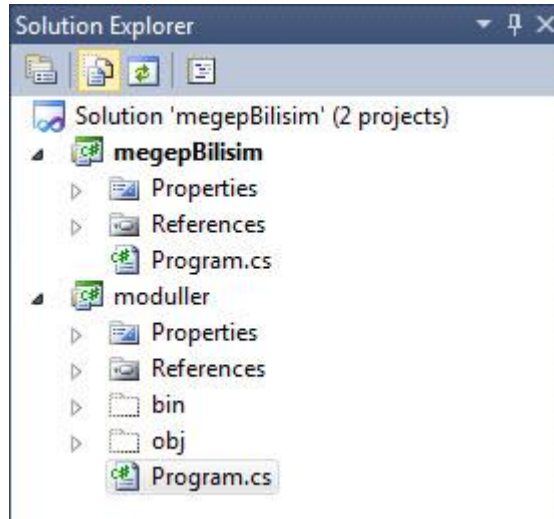 Solution Explorer
Solution 'megepBilisim' (2 projects)
megepBilisim
Properties
References
Program.cs
moduller
Properties
References
bin
obj
Program.cs